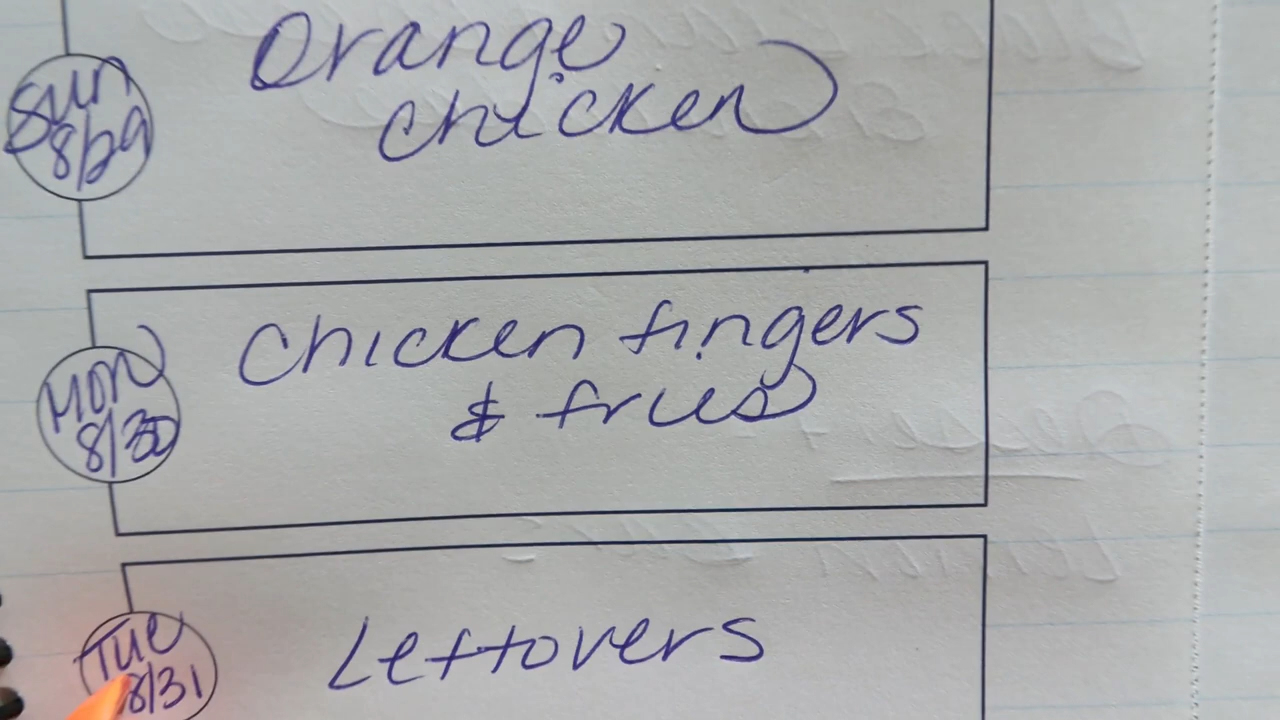 Sun
8/29
Orange
chicken
Mon
8/30
Chicken fingers
& fries
Tue
8/31
Leftovers